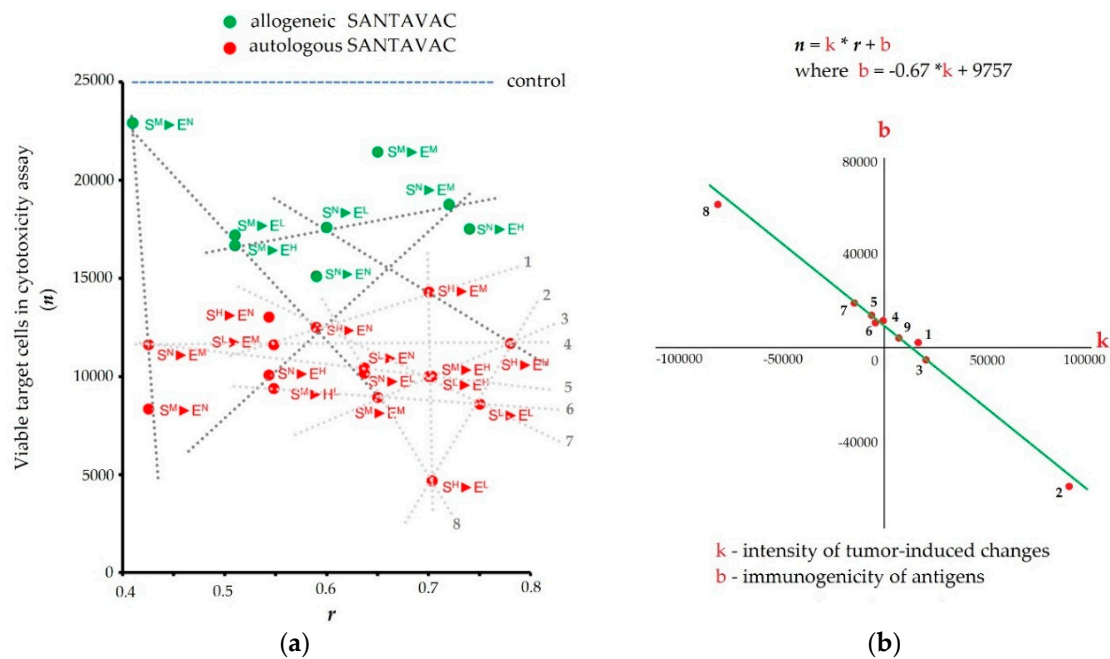 allogeneic SANTAVAC
autologous SANTAVAC
25000
20000
15000
10000
5000
0
Viable target cells in cytotoxicity assay
(n)
control
Sᴹ►Eᴺ
Sᴹ►Eᴹ
Sᴺ►Eᴹ
Sᴺ►Eᴸ
Sᴹ►Eᴸ
Sᴹ►Eᴴ
Sᴺ►Eᴴ
Sᴺ►Eᴺ
1
Sᴴ►Eᴹ
2
Sᴴ►Eᴺ
3
Sᴴ►Eᴺ
Sᴸ►Eᴹ
4
Sᴺ►Eᴹ
Sᴸ►Eᴺ
Sᴴ►Eᴴ
Sᴺ►Eᴴ
Sᴺ►Eᴸ
Sᴹ►Eᴴ
Sᴸ►Eᴴ
5
Sᴹ►Hᴸ
6
Sᴹ►Eᴺ
Sᴹ►Eᴹ
Sᴸ►Eᴸ
7
Sᴴ►Eᴸ
8
0.4 0.5 0.6 0.7 0.8
r
(a)
n = k * r + b
where b = -0.67 *k + 9757
b
k
80000
40000
-40000
-100000 -50000 0 50000 100000
8
7
5
6
4
9
1
3
2
k - intensity of tumor-induced changes
b - immunogenicity of antigens
(b)